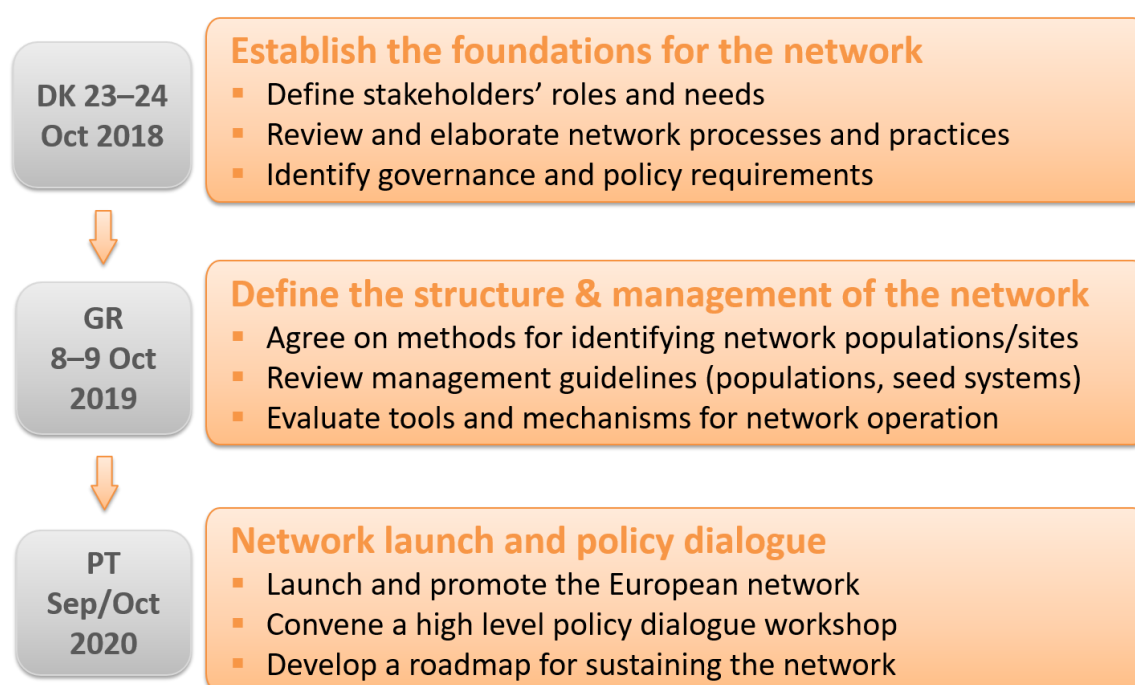 DK 23–24
Oct 2018
Establish the foundations for the network
▪ Define stakeholders’ roles and needs
▪ Review and elaborate network processes and practices
▪ Identify governance and policy requirements
GR
8–9 Oct
2019
Define the structure & management of the network
▪ Agree on methods for identifying network populations/sites
▪ Review management guidelines (populations, seed systems)
▪ Evaluate tools and mechanisms for network operation
PT
Sep/Oct
2020
Network launch and policy dialogue
▪ Launch and promote the European network
▪ Convene a high level policy dialogue workshop
▪ Develop a roadmap for sustaining the network